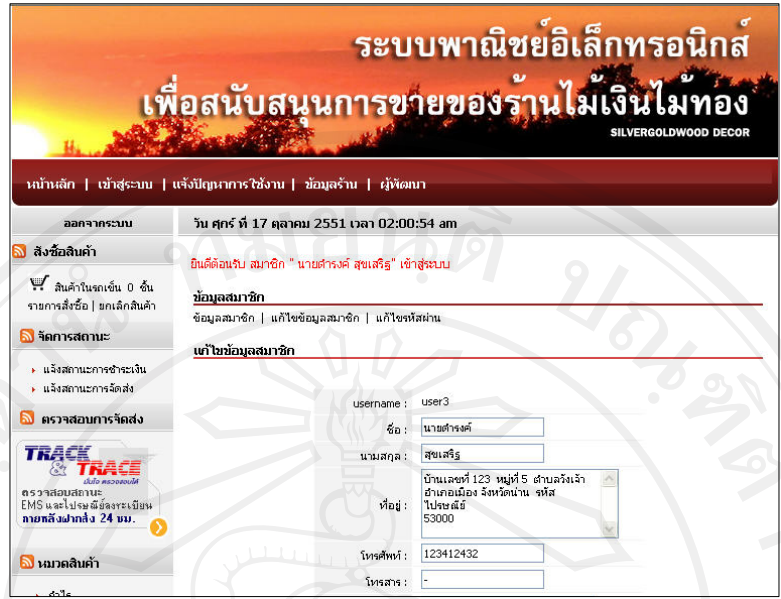 ระบบพาณิชย์อิเล็กทรอนิกส์
เพื่อสนับสนุนการขายของร้านไม้เงินไม้ทอง
SILVERGOLDWOOD DECOR
หน้าหลัก | เข้าสู่ระบบ | แจ้งปัญหาการใช้งาน | ข้อมูลร้าน | ผู้พัฒนา
ออกจากระบบ
วัน ศุกร์ ที่ 17 ตุลาคม 2551 เวลา 02:00:54 am
สั่งซื้อสินค้า
สินค้าในรถเข็น 0 ชิ้น
รายการสั่งซื้อ | ยกเลิกสินค้า
จัดการสถานะ
แจ้งสถานะการชำระเงิน
แจ้งสถานะการจัดส่ง
ตรวจสอบการจัดส่ง
TRACK
& TRACE
มั่นใจ ตรวจสอบได้
ตรวจสอบสถานะ
EMS และไปรษณีย์ลงทะเบียน
ภายหลังฝากส่ง 24 ชม.
หมวดสินค้า
กำไร
ยินดีต้อนรับ สมาชิก " นายดำรงค์ สุขเสริฐ" เข้าสู่ระบบ
ข้อมูลสมาชิก
ข้อมูลสมาชิก | แก้ไขข้อมูลสมาชิก | แก้ไขรหัสผ่าน
แก้ไขข้อมูลสมาชิก
username : user3
ชื่อ : นายดำรงค์
นามสกุล : สุขเสริฐ
ที่อยู่ : บ้านเลขที่ 123 หมู่ที่ 5 ตำบลวังเจ้า
อำเภอเมือง จังหวัดน่าน รหัส
ไปรษณีย์
53000
โทรศัพท์ : 123412432
โทรสาร : -